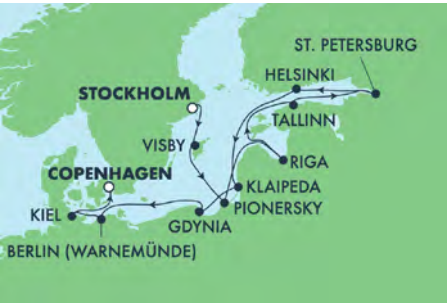 ST. PETERSBURG
HELSINKI
STOCKHOLM
TALLINN
VISBY
RIGA
COPENHAGEN
KLAIPEDA
PIONERSKY
KIEL
GDYNIA
BERLIN (WARNEMÜNDE)